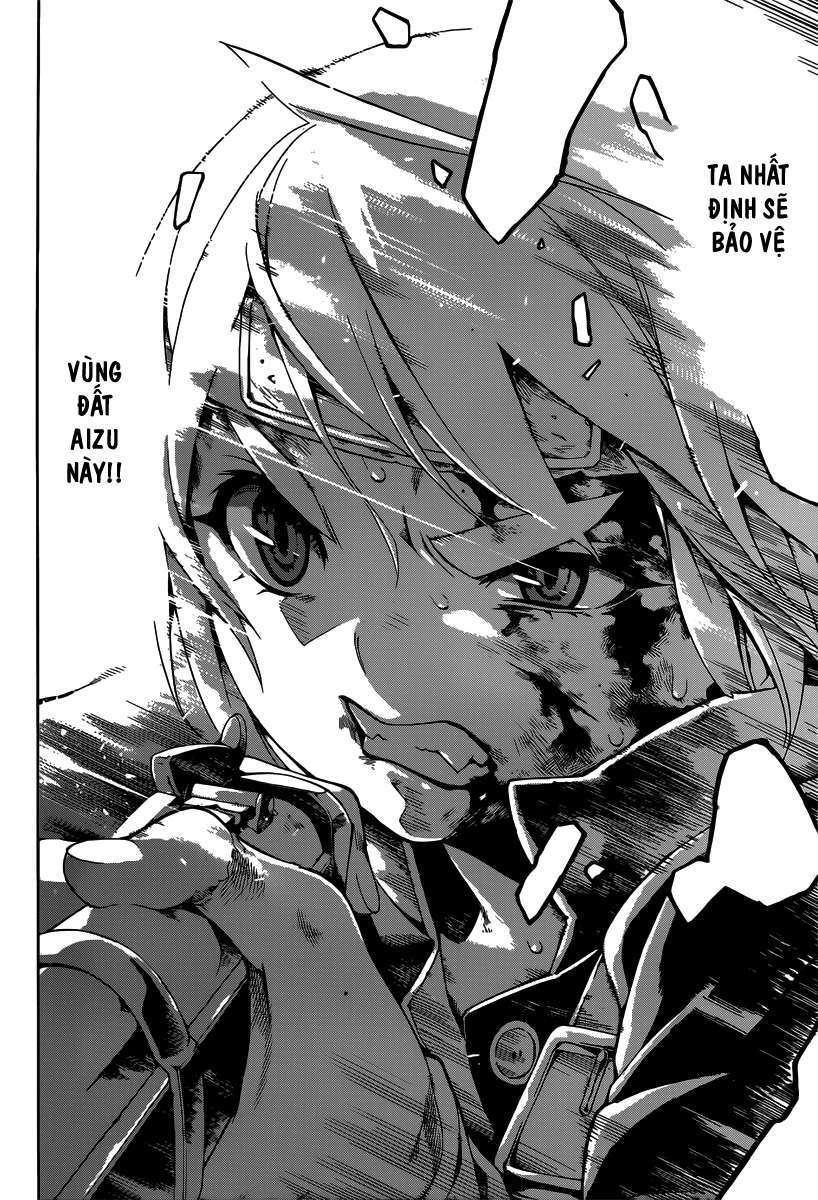 TA NHẤT
ĐỊNH SẼ
BẢO VỆ
VÙNG
ĐẤT
AIZU
NÀY!!